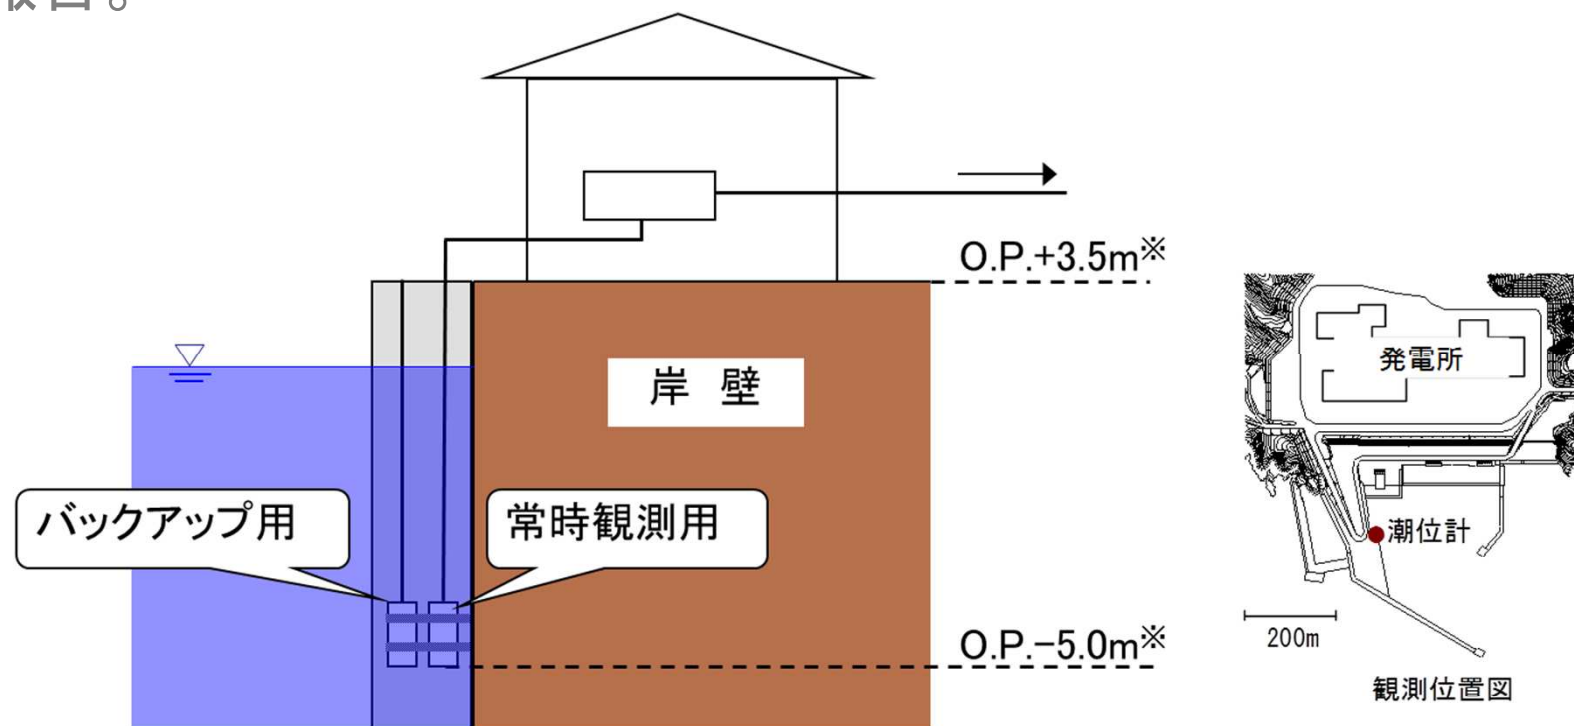 O.P.+3.5m※
発電所
岸 壁
バックアップ用
常時観測用
潮位計
O.P.−5.0m※
200m
観測位置図